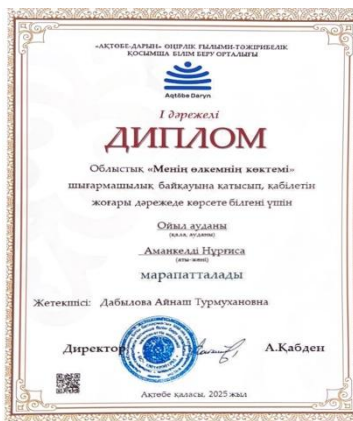 «АҚТӨБЕ-ДАРЫН» ӨҢІРЛІК ҒЫЛЫМИ-ТӘЖІРИБЕЛІК
ҚОСЫМША БІЛІМ БЕРУ ОРТАЛЫҒЫ
Aqtöbe Daryn
I дәрежелі
ДИПЛОМ
Облыстық «Менің өлкемнің көктемі»
шығармашылық байқауына қатысып, қабілетін
жоғары дәрежеде көрсете білгені үшін
Ойыл ауданы
(қала, ауданы)
Аманкелді Нұргиса
(аты-жөні)
марапатталады
Жетекшісі: Дабылова Айнаш Турмухановна
Директор
А.Қабден
Ақтөбе қаласы, 2025 жыл